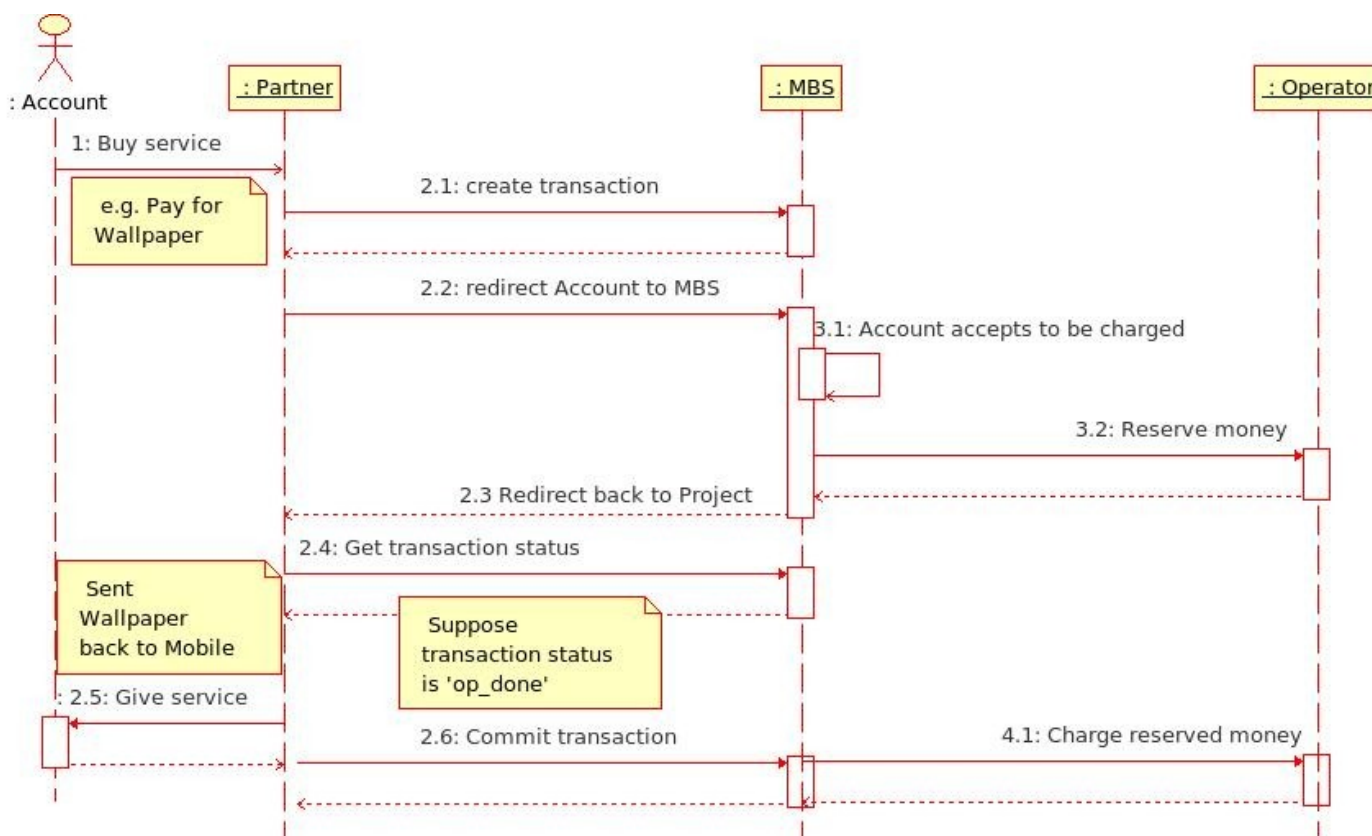 : Account
: Partner
: MBS
: Operator
1: Buy service
e.g. Pay for
Wallpaper
2.1: create transaction
2.2: redirect Account to MBS
3.1: Account accepts to be charged
3.2: Reserve money
2.3 Redirect back to Project
2.4: Get transaction status
Sent
Wallpaper
back to Mobile
Suppose
transaction status
is 'op_done'
: 2.5: Give service
2.6: Commit transaction
4.1: Charge reserved money